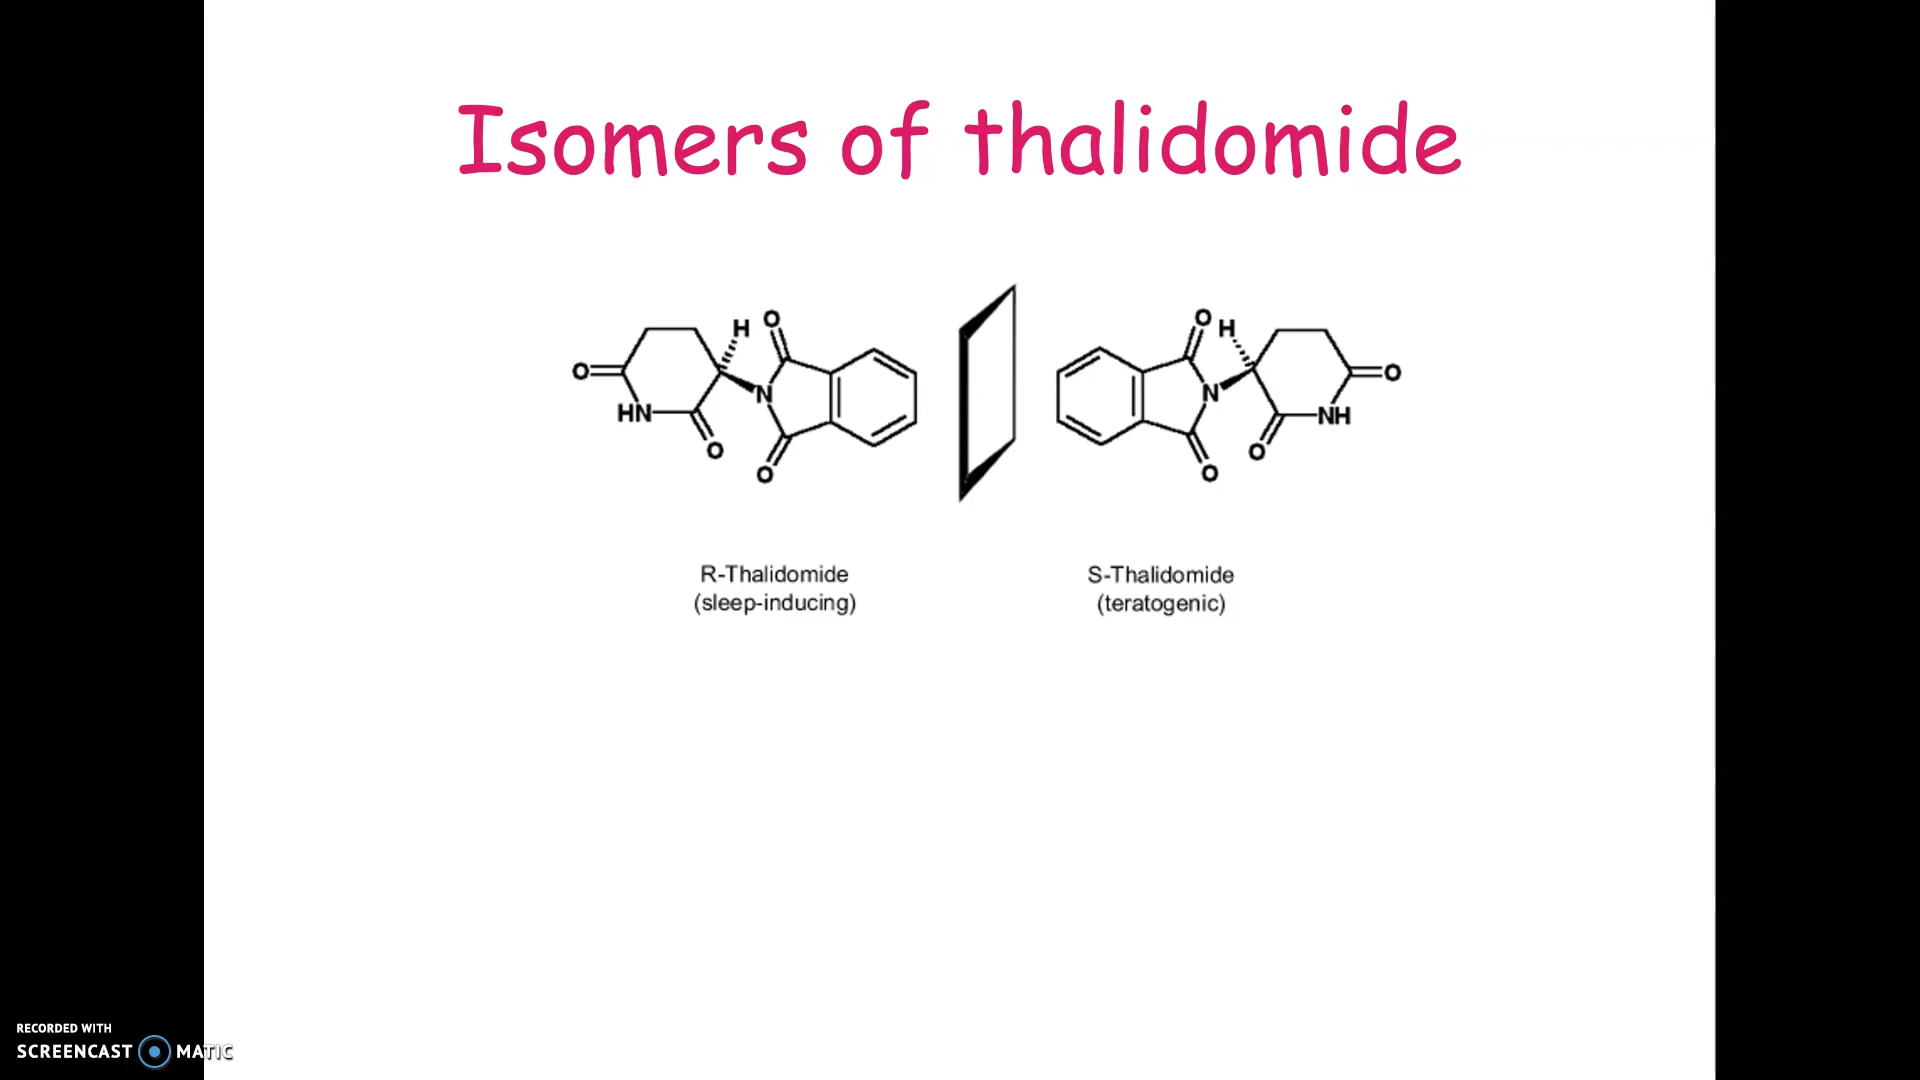 Isomers of thalidomide
H O O H
O N N O
HN O O NH
O O
R-Thalidomide S-Thalidomide
(sleep-inducing) (teratogenic)
RECORDED WITH
SCREENCAST MATIC